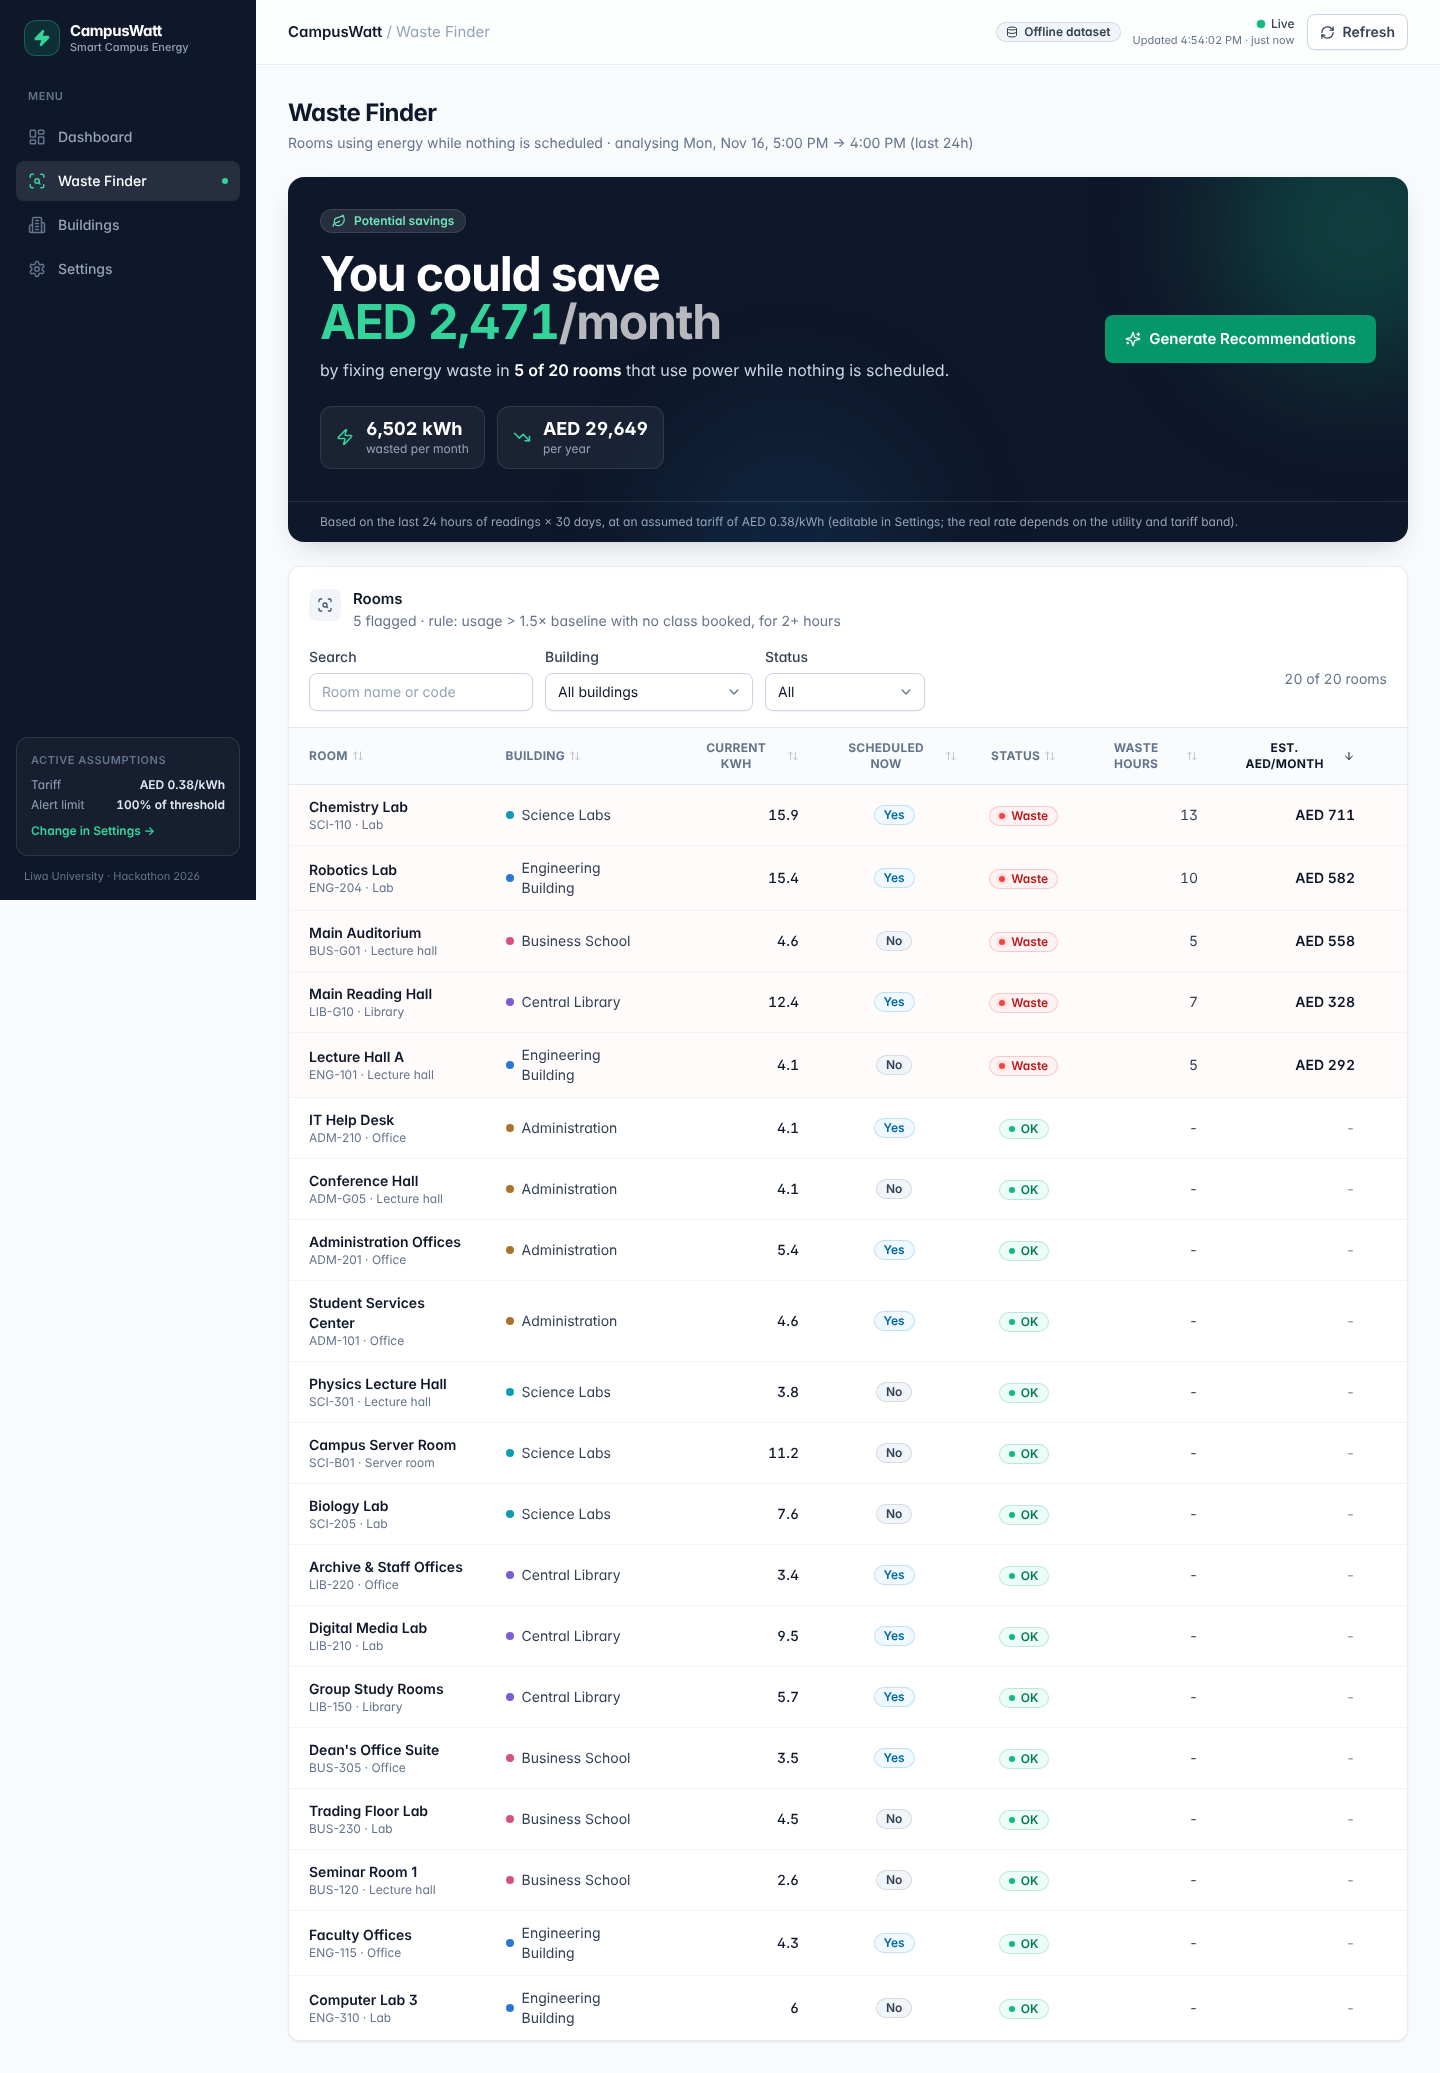 CampusWatt
Smart Campus Energy
MENU
Dashboard
Waste Finder
Buildings
Settings
ACTIVE ASSUMPTIONS
Tariff AED 0.38/kWh
Alert limit 100% of threshold
Change in Settings →
Liwa University · Hackathon 2026
CampusWatt / Waste Finder
Offline dataset
Live
Updated 4:54:02 PM · just now
Refresh
Waste Finder
Rooms using energy while nothing is scheduled · analysing Mon, Nov 16, 5:00 PM → 4:00 PM (last 24h)
Potential savings
You could save
AED 2,471/month
by fixing energy waste in 5 of 20 rooms that use power while nothing is scheduled.
Generate Recommendations
6,502 kWh
wasted per month
AED 29,649
per year
Based on the last 24 hours of readings × 30 days, at an assumed tariff of AED 0.38/kWh (editable in Settings; the real rate depends on the utility and tariff band).
Rooms
5 flagged · rule: usage > 1.5× baseline with no class booked, for 2+ hours
Search
Room name or code
Building
All buildings
Status
All
20 of 20 rooms
ROOM
BUILDING
CURRENT
KWH
SCHEDULED
NOW
STATUS
WASTE
HOURS
EST.
AED/MONTH
Chemistry Lab
SCI-110 · Lab
Science Labs
15.9
Yes
Waste
13
AED 711
Robotics Lab
ENG-204 · Lab
Engineering
Building
15.4
Yes
Waste
10
AED 582
Main Auditorium
BUS-G01 · Lecture hall
Business School
4.6
No
Waste
5
AED 558
Main Reading Hall
LIB-G10 · Library
Central Library
12.4
Yes
Waste
7
AED 328
Lecture Hall A
ENG-101 · Lecture hall
Engineering
Building
4.1
No
Waste
5
AED 292
IT Help Desk
ADM-210 · Office
Administration
4.1
Yes
OK
-
-
Conference Hall
ADM-G05 · Lecture hall
Administration
4.1
No
OK
-
-
Administration Offices
ADM-201 · Office
Administration
5.4
Yes
OK
-
-
Student Services
Center
ADM-101 · Office
Administration
4.6
Yes
OK
-
-
Physics Lecture Hall
SCI-301 · Lecture hall
Science Labs
3.8
No
OK
-
-
Campus Server Room
SCI-B01 · Server room
Science Labs
11.2
No
OK
-
-
Biology Lab
SCI-205 · Lab
Science Labs
7.6
No
OK
-
-
Archive & Staff Offices
LIB-220 · Office
Central Library
3.4
Yes
OK
-
-
Digital Media Lab
LIB-210 · Lab
Central Library
9.5
Yes
OK
-
-
Group Study Rooms
LIB-150 · Library
Central Library
5.7
Yes
OK
-
-
Dean's Office Suite
BUS-305 · Office
Business School
3.5
Yes
OK
-
-
Trading Floor Lab
BUS-230 · Lab
Business School
4.5
No
OK
-
-
Seminar Room 1
BUS-120 · Lecture hall
Business School
2.6
No
OK
-
-
Faculty Offices
ENG-115 · Office
Engineering
Building
4.3
Yes
OK
-
-
Computer Lab 3
ENG-310 · Lab
Engineering
Building
6
No
OK
-
-